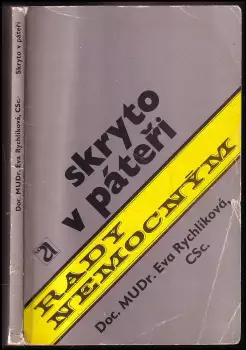 Doc. MUDr. Eva Rychlíková, CSc. Skryto v páteři
skryto
v páteři
RADY
NEMOCNÝM
Doc. MUDr. Eva Rychlíková,
CSc.